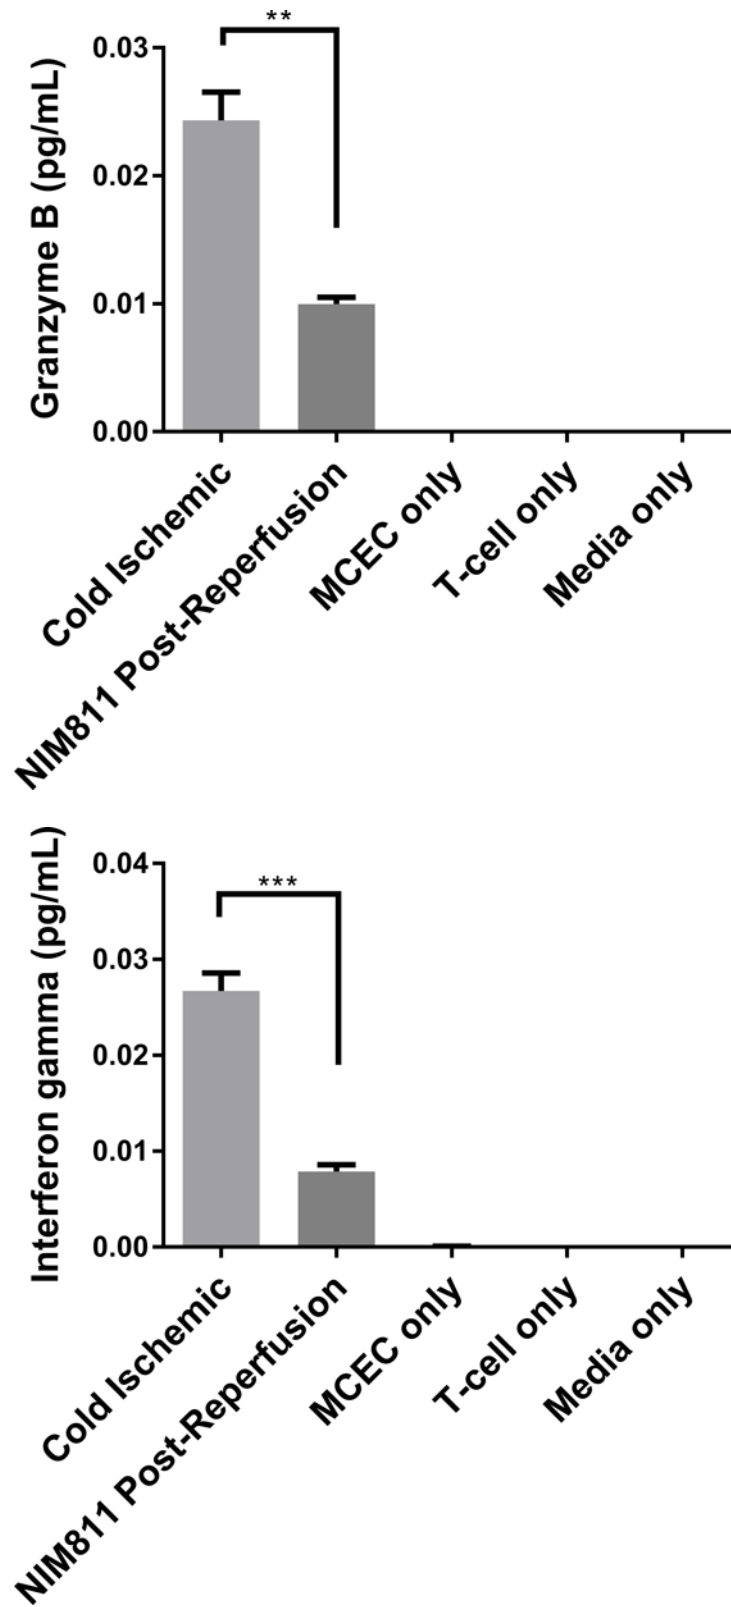 **
0.03
0.02
0.01
0.00
Granzyme B (pg/mL)
Cold Ischemic
NIM811 Post-Reperfusion
MCEC only
T-cell only
Media only
***
0.04
0.03
0.02
0.01
0.00
Interferon gamma (pg/mL)
Cold Ischemic
NIM811 Post-Reperfusion
MCEC only
T-cell only
Media only